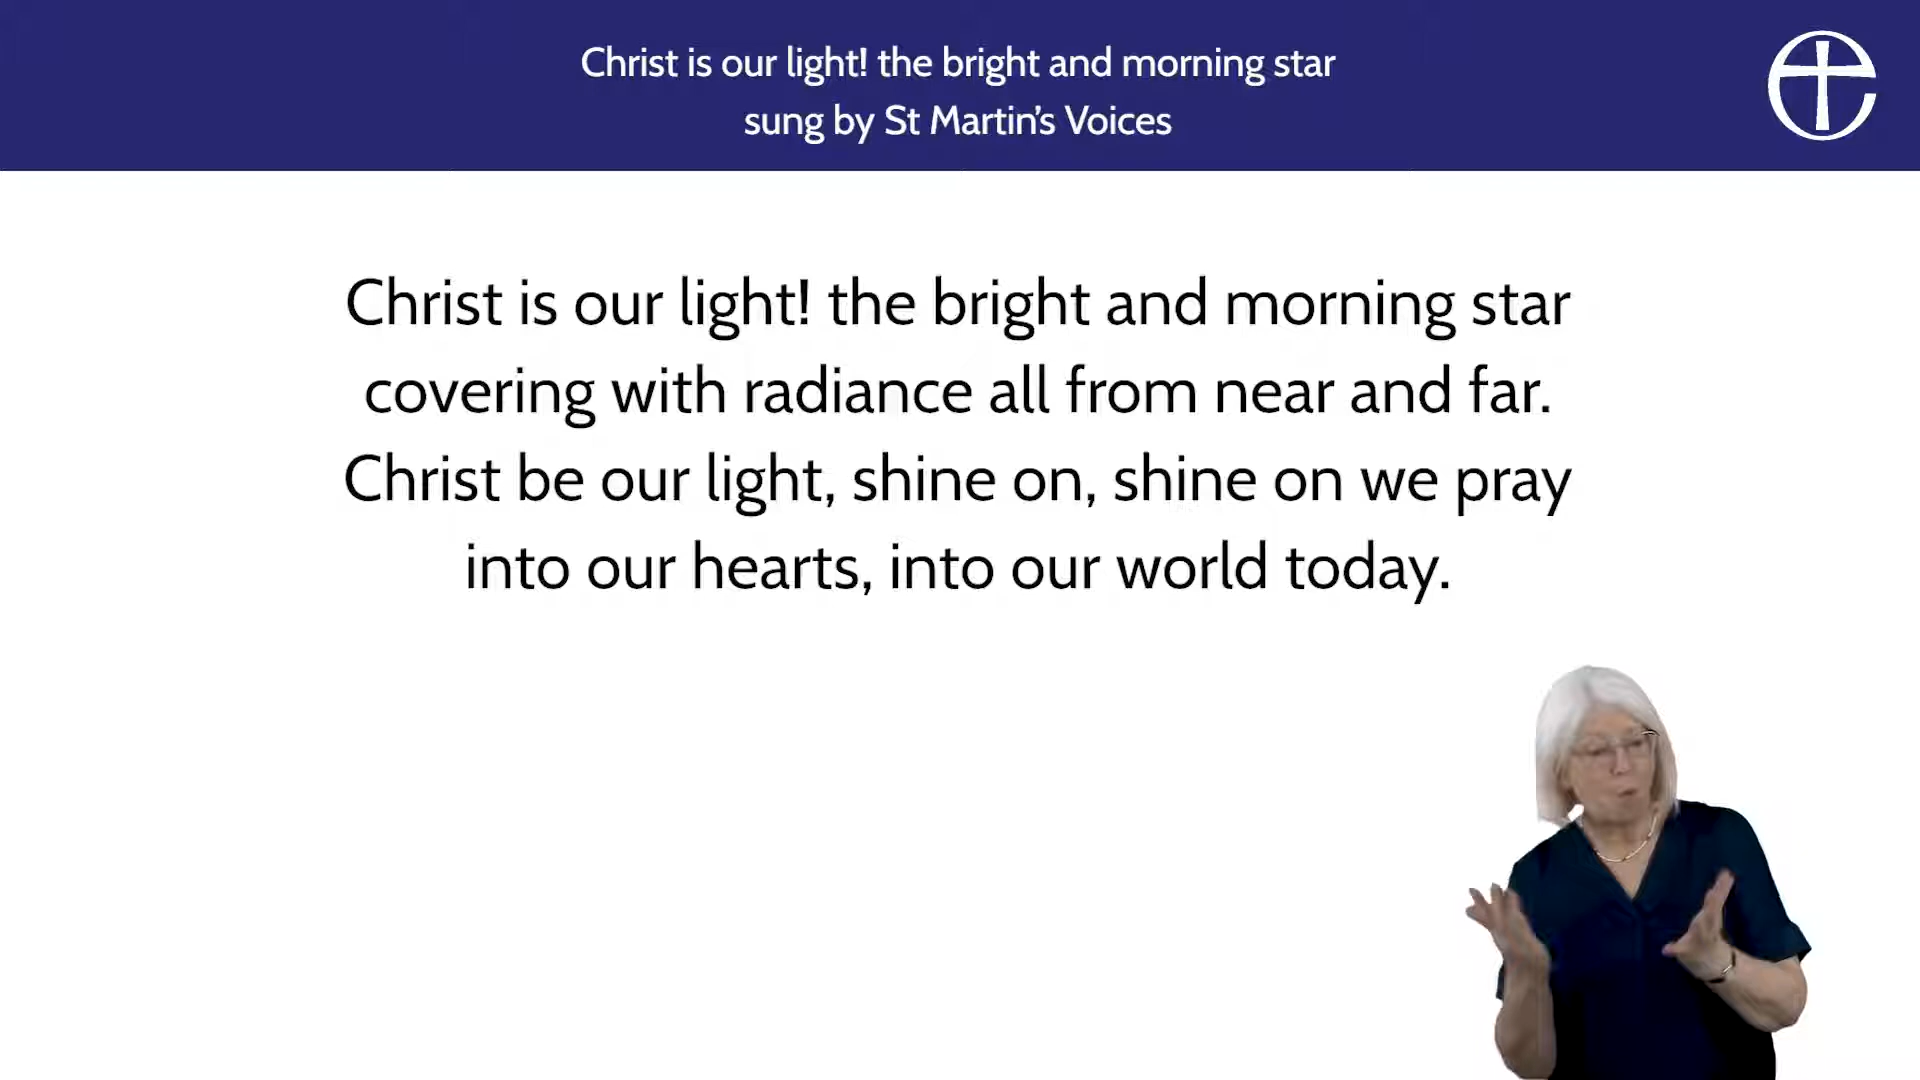 Christ is our light! the bright and morning star
sung by St Martin's Voices
Christ is our light! the bright and morning star
covering with radiance all from near and far.
Christ be our light, shine on, shine on we pray
into our hearts, into our world today.